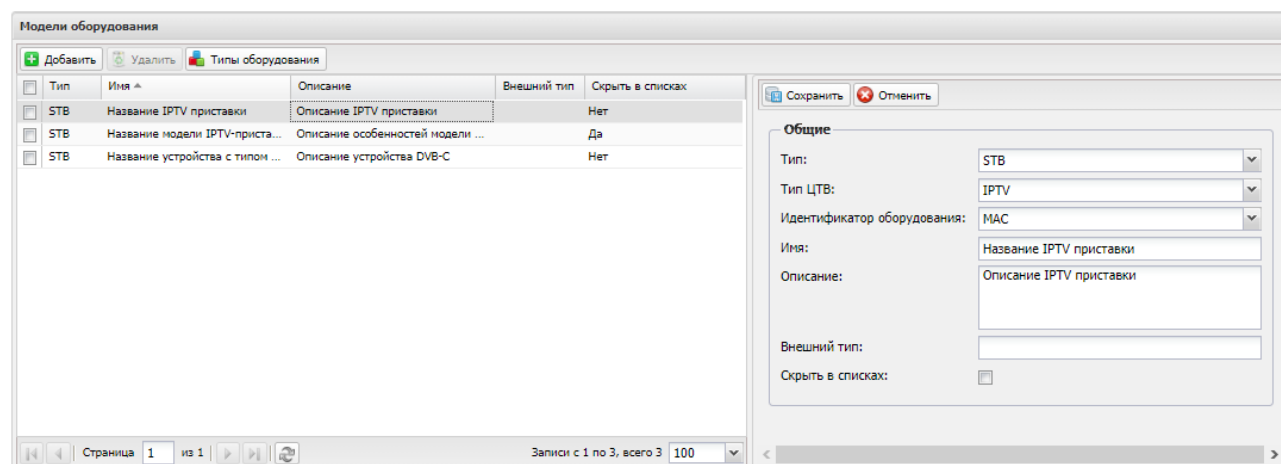 Модели оборудования
Добавить Удалить Типы оборудования
Тип Имя Описание Внешний тип Скрыть в списках
STB Название IPTV приставки Описание IPTV приставки Нет
STB Название модели IPTV-приста... Описание особенностей модели ... Да
STB Название устройства с типом ... Описание устройства DVB-C Нет
Страница 1 из 1 Записи с 1 по 3, всего 3 100
Сохранить Отменить
Общие
Тип: STB
Тип ЦТВ: IPTV
Идентификатор оборудования: MAC
Имя: Название IPTV приставки
Описание: Описание IPTV приставки
Внешний тип:
Скрыть в списках: